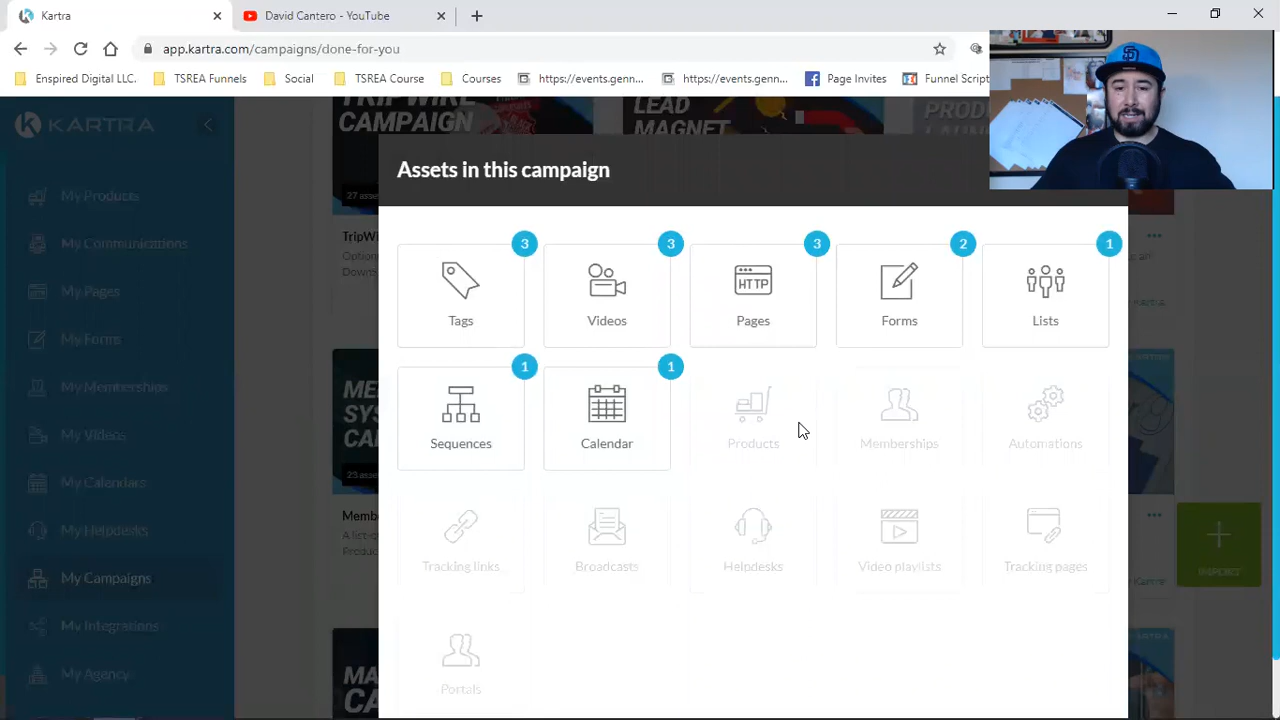 Kartra
David Cantero - YouTube
app.kartra.com/campaigns/done-for-you
Enspired Digital LLC.
TSREA Funnels
Social
TSREA Course
Courses
https://events.genn...
https://events.genn...
Page Invites
Funnel Script
KARTRA
TRIPWIRE
CAMPAIGN
LEAD
MAGNET
Assets in this campaign
My Products
My Communications
My Pages
My Forms
My Memberships
My Videos
My Calendars
My Helpdesks
My Campaigns
My Integrations
My Agency
3
Tags
3
Videos
3
Pages
2
Forms
1
Lists
1
Sequences
1
Calendar
Products
Memberships
Automations
Tracking links
Broadcasts
Helpdesks
Video playlists
Tracking pages
Portals
IMPORT